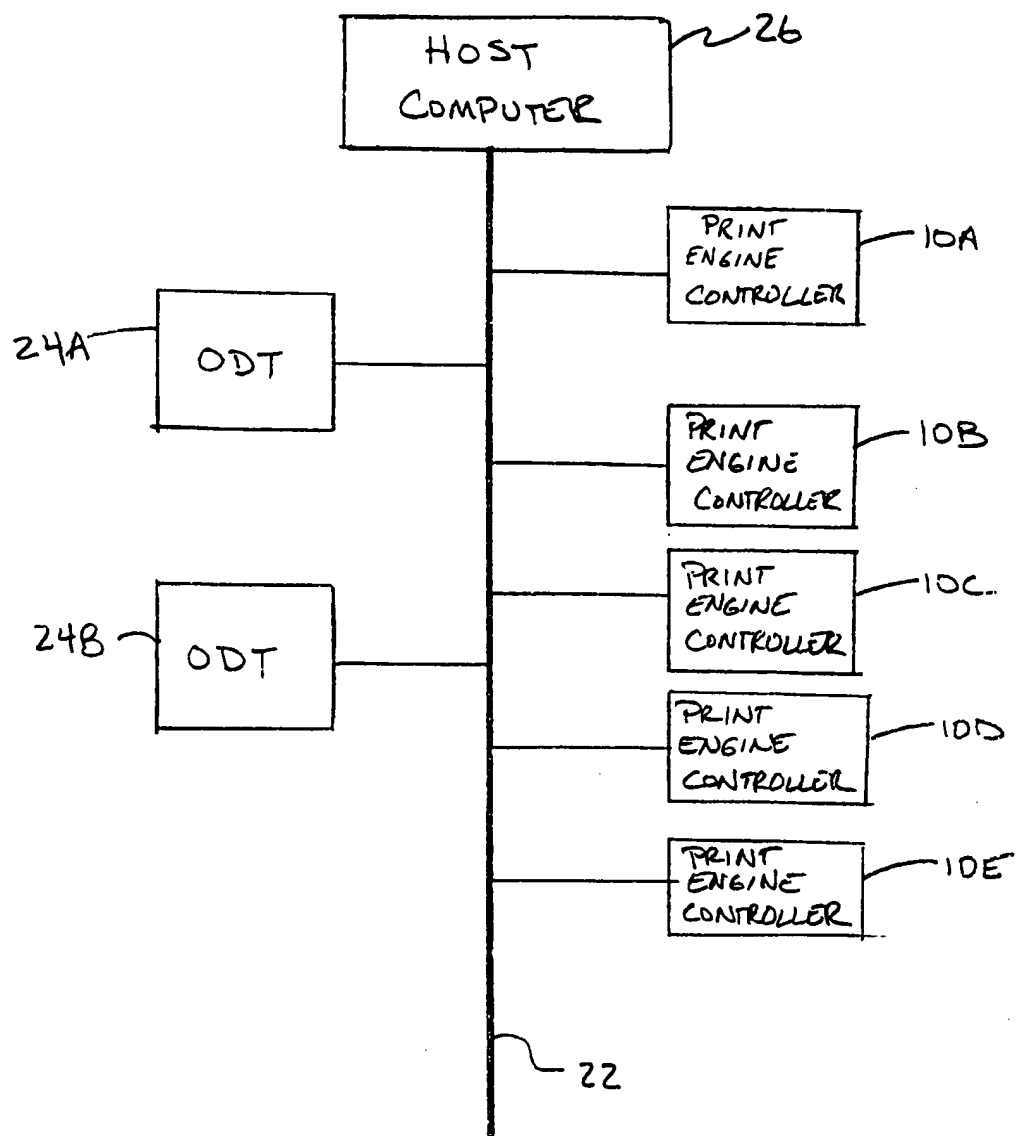 HOST
COMPUTER
26
PRINT
ENGINE
CONTROLLER
10A
24A
ODT
PRINT
ENGINE
CONTROLLER
10B
PRINT
ENGINE
CONTROLLER
10C
24B
ODT
PRINT
ENGINE
CONTROLLER
10D
PRINT
ENGINE
CONTROLLER
10E
22